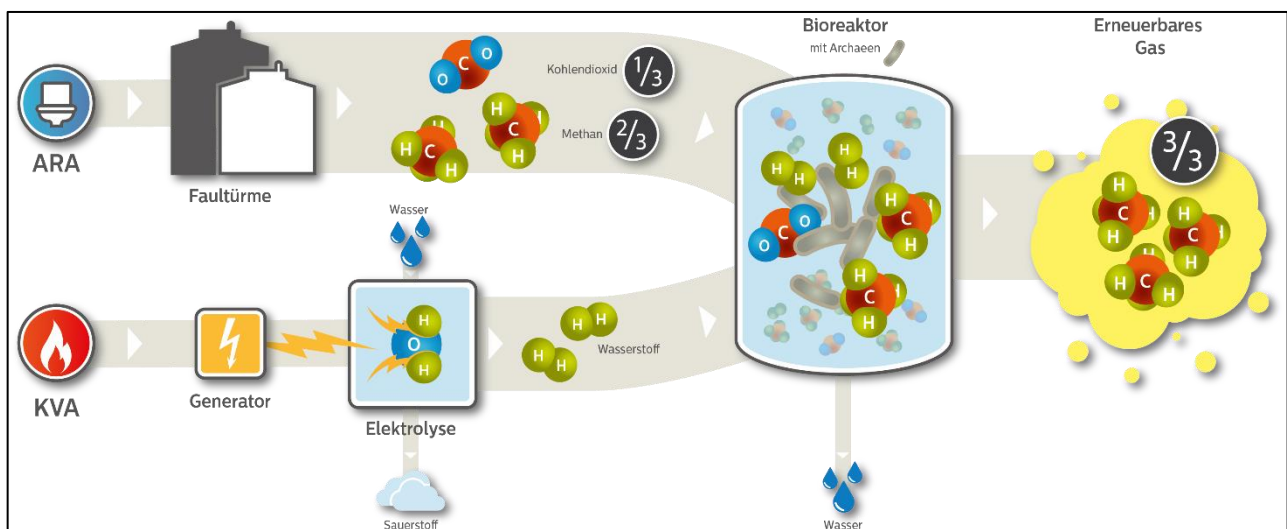 ARA
Faultürme
Kohlendioxid
1/3
Methan
2/3
O
C
O
H
H
C
H
H
H
H
C
H
H
Bioreaktor
mit Archaeen
H
H
H
H
O
C
O
H
C
H
H
H
H
C
H
H
Erneuerbares
Gas
3/3
H
C
H
H
H
C
H
H
H
C
H
H
KVA
Generator
Wasser
H
O
H
Elektrolyse
Sauerstoff
H
H
H
H
Wasserstoff
Wasser